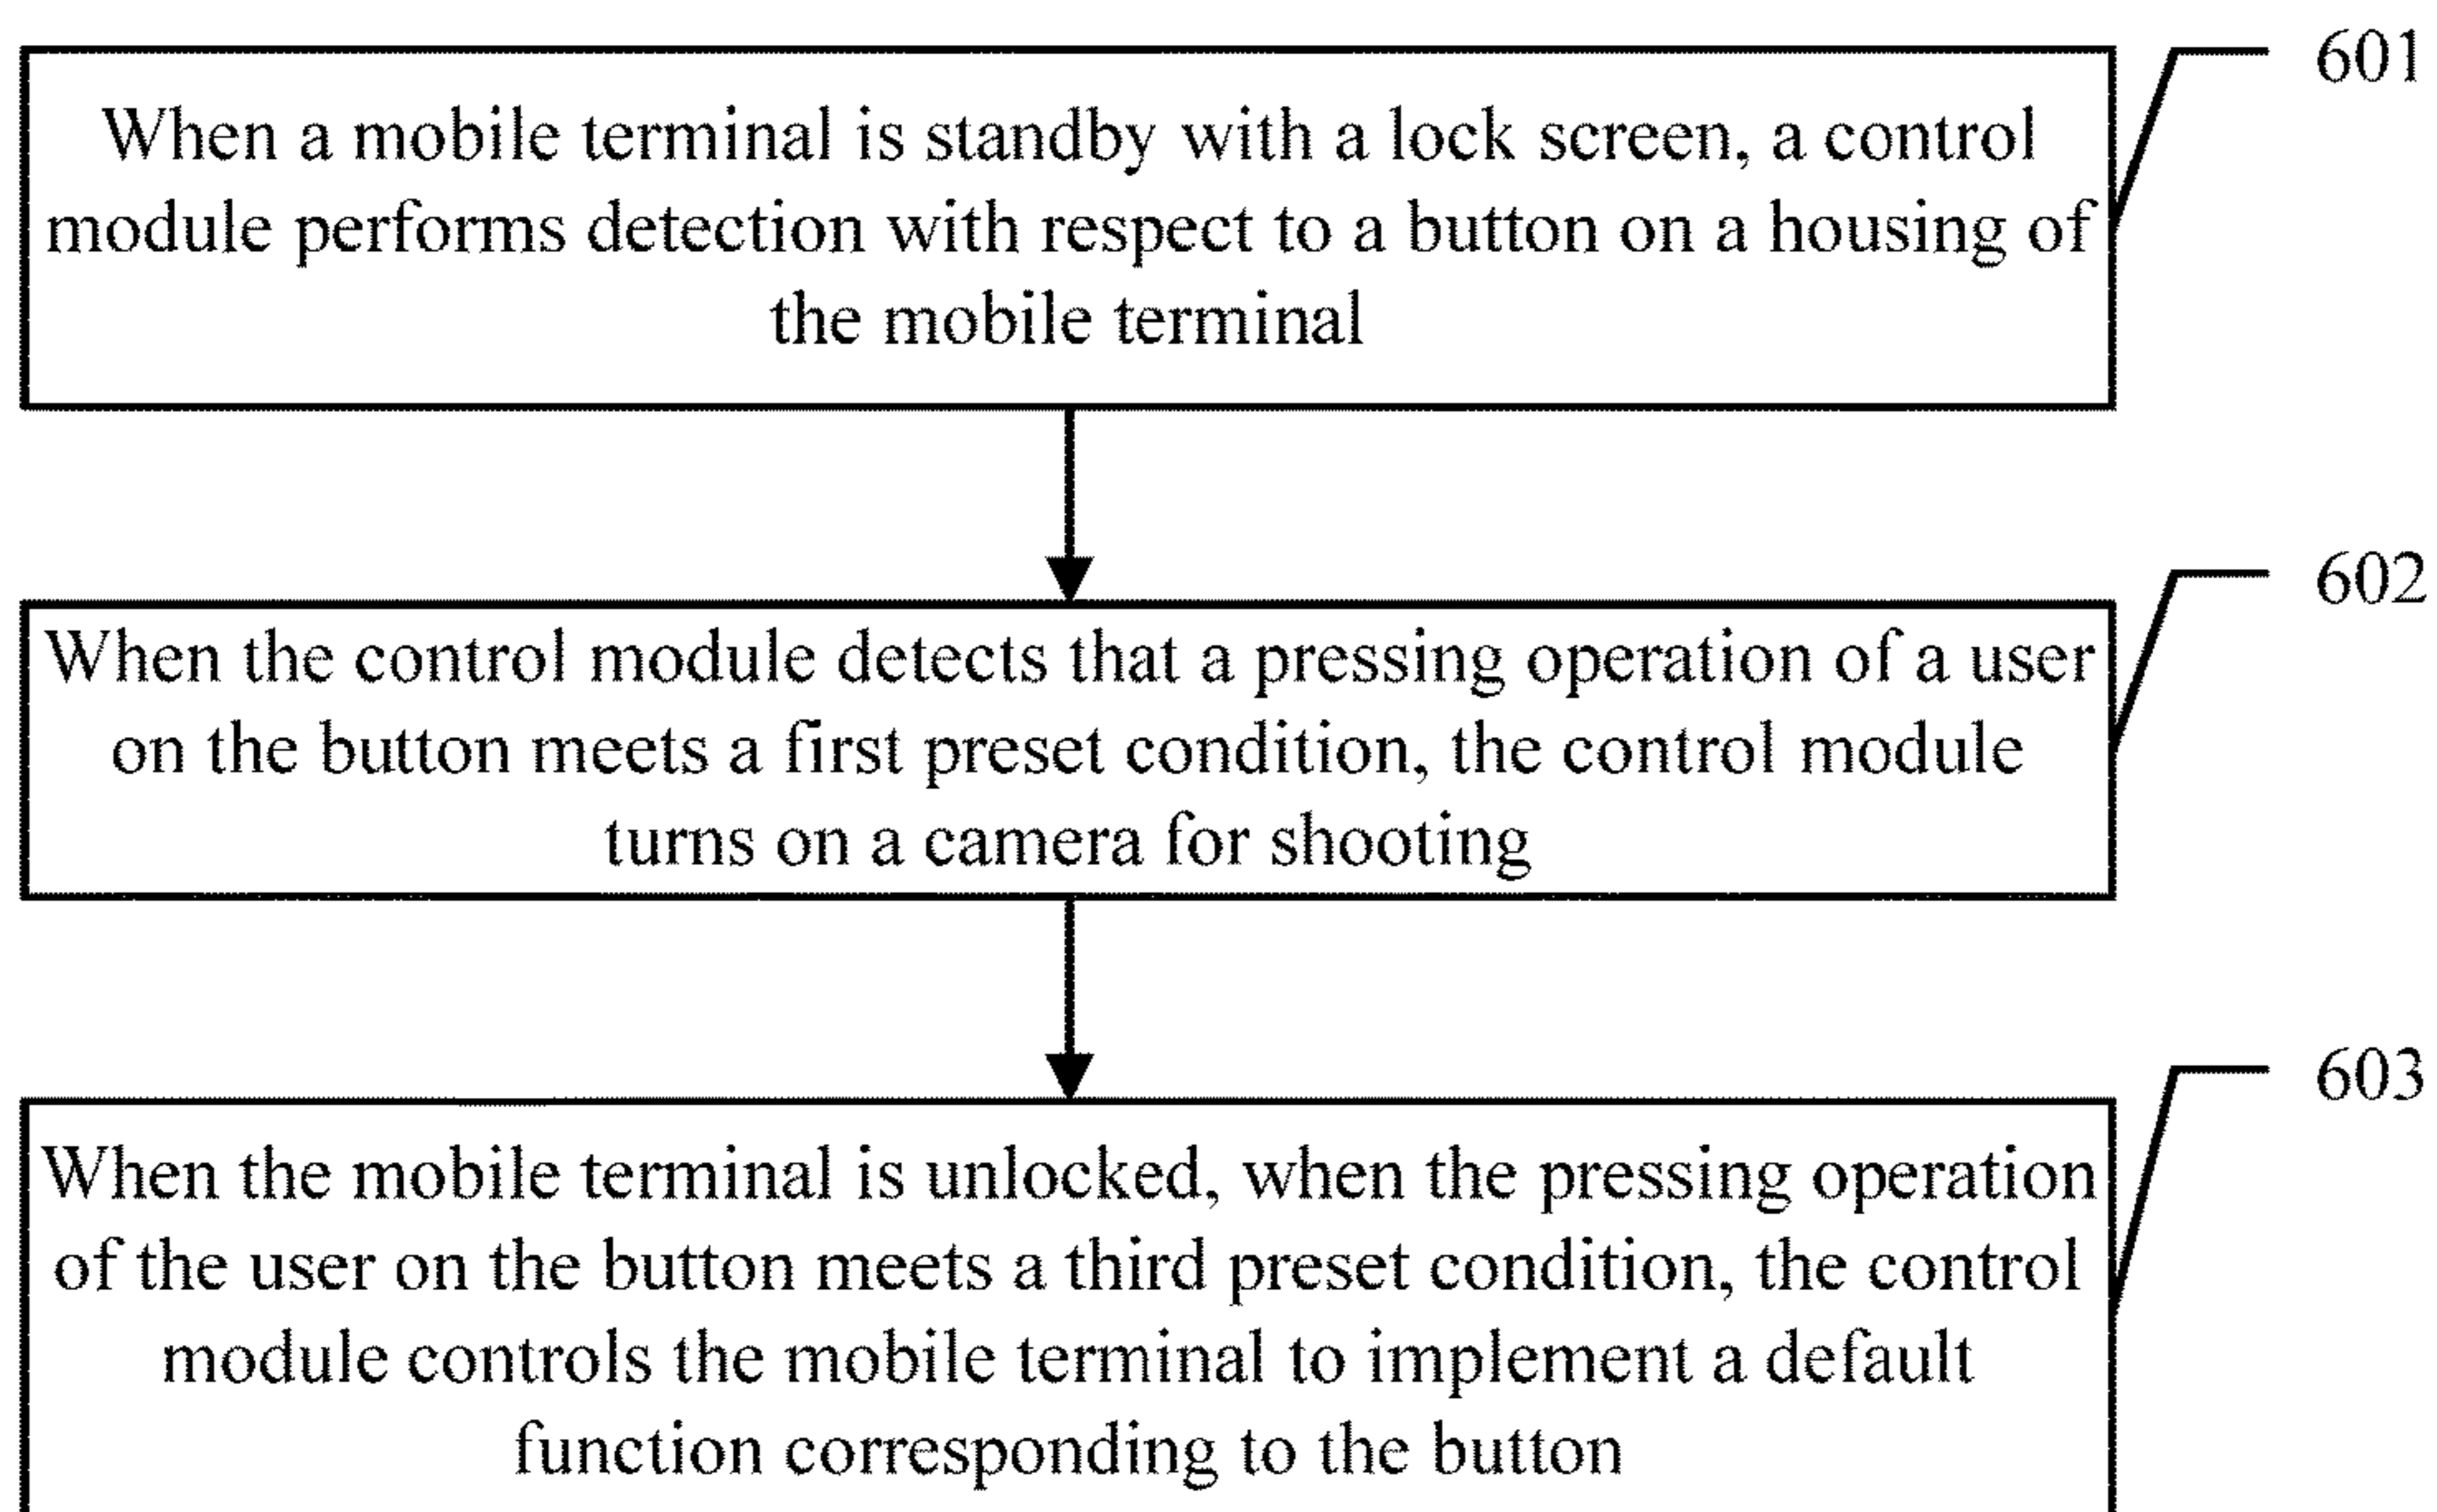 When a mobile terminal is standby with a lock screen, a control
module performs detection with respect to a button on a housing of
the mobile terminal
601
When the control module detects that a pressing operation of a user
on the button meets a first preset condition, the control module
turns on a camera for shooting
602
When the mobile terminal is unlocked, when the pressing operation
of the user on the button meets a third preset condition, the control
module controls the mobile terminal to implement a default
function corresponding to the button
603